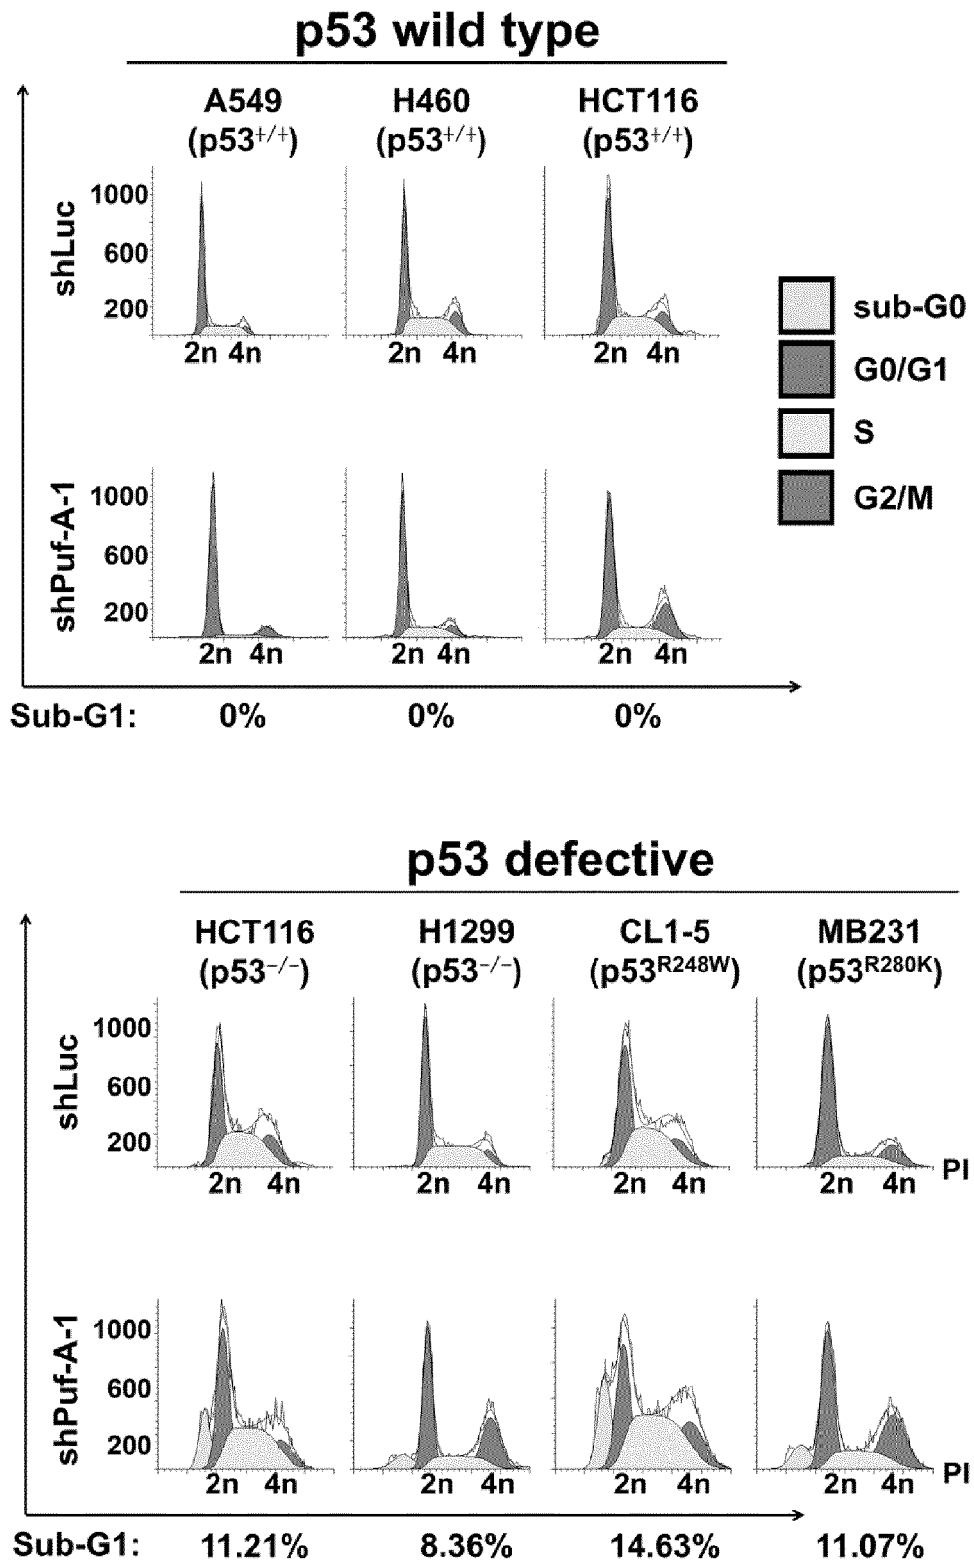 p53 wild type
A549 H460 HCT116
(p53+/+) (p53+/+) (p53+/+)
shLuc
1000
600
200
2n 4n 2n 4n 2n 4n
sub-G0
G0/G1
S
G2/M
shPuf-A-1
1000
600
200
2n 4n 2n 4n 2n 4n
Sub-G1: 0% 0% 0%
p53 defective
HCT116 H1299 CL1-5 MB231
(p53−/−) (p53−/−) (p53R248W) (p53R280K)
shLuc
1000
600
200
2n 4n 2n 4n 2n 4n 2n 4n PI
shPuf-A-1
1000
600
200
2n 4n 2n 4n 2n 4n 2n 4n PI
Sub-G1: 11.21% 8.36% 14.63% 11.07%